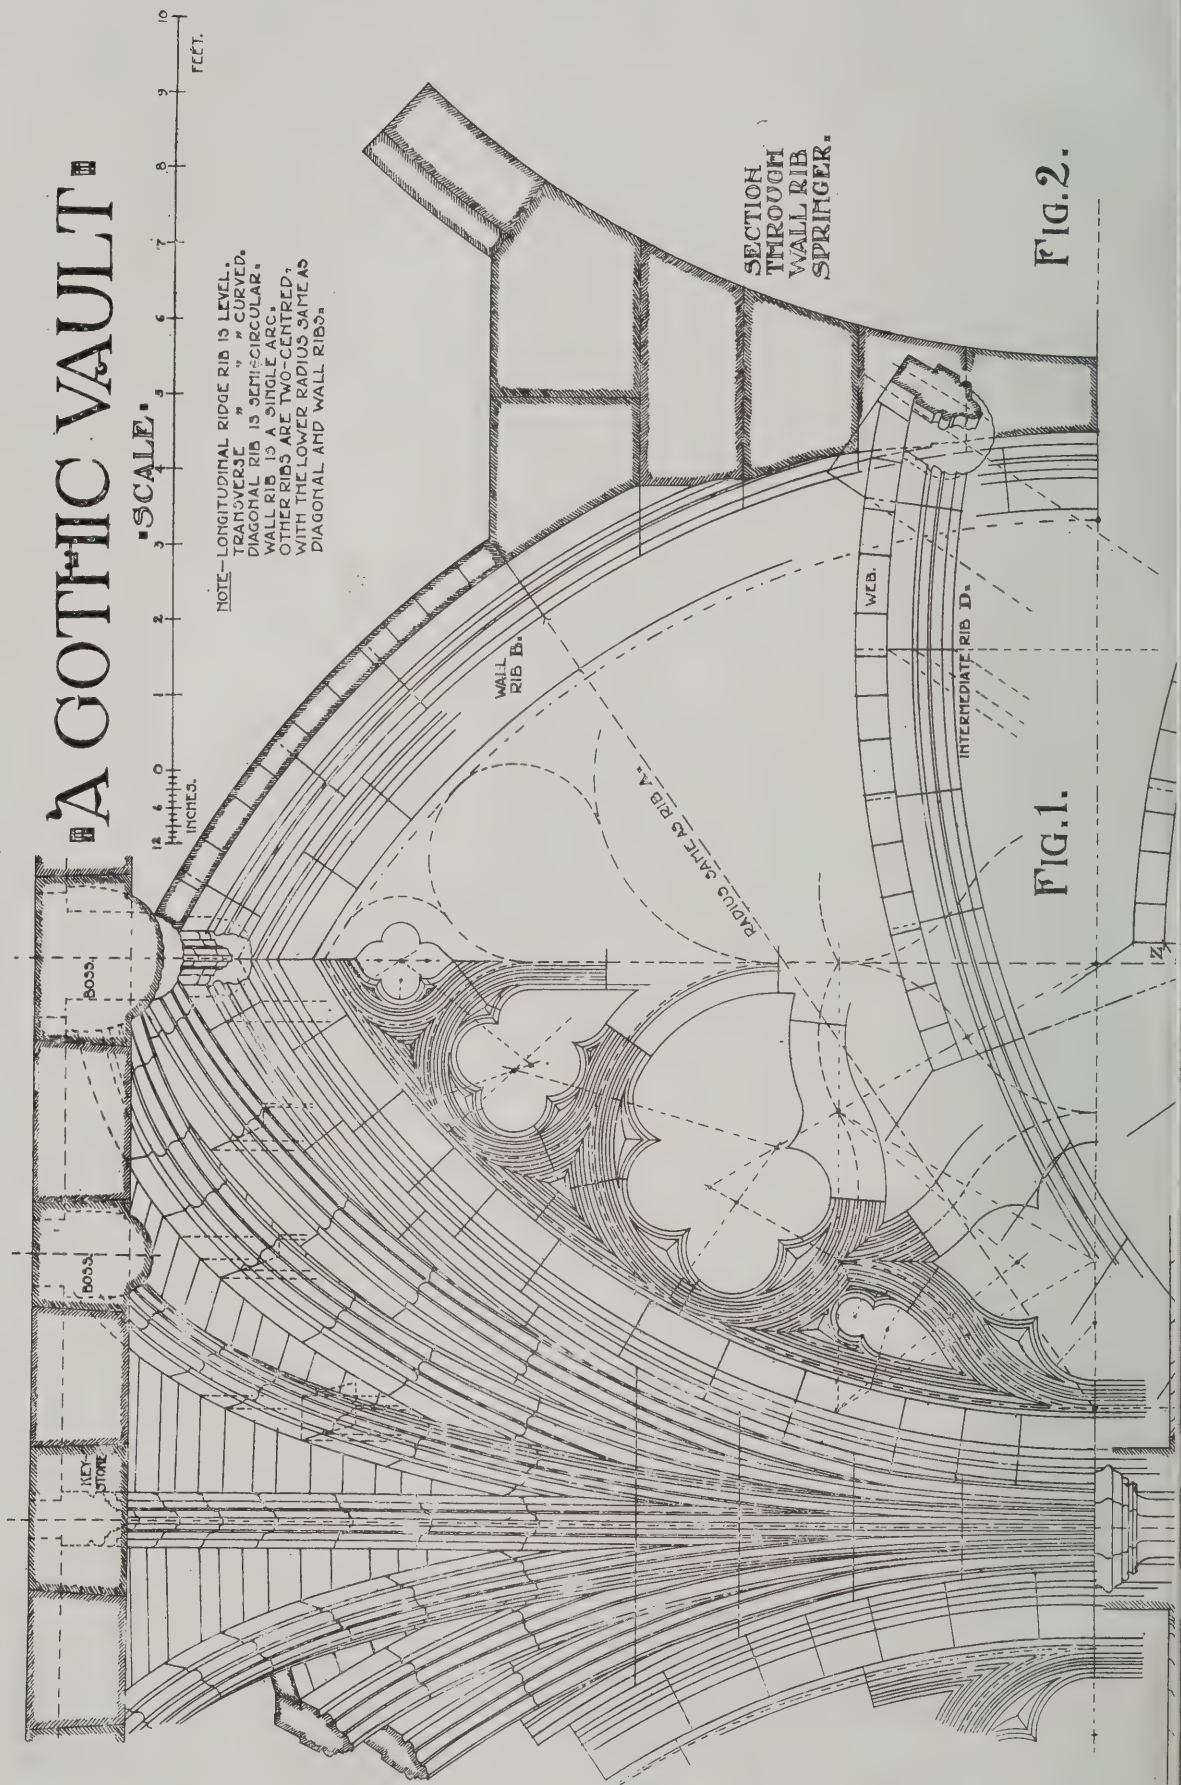 A GOTHIC VAULT.
SCALE.
12 6 0 1 2 3 4 5 6 7 8 9 10
INCHES. FEET.
NOTE—LONGITUDINAL RIDGE RIB IS LEVEL.
TRANSVERSE " " " CURVED.
DIAGONAL RIB IS SEMI-CIRCULAR.
WALL RIB IS A SINGLE ARC.
OTHER RIBS ARE TWO-CENTRED,
WITH THE LOWER RADIUS SAME AS
DIAGONAL AND WALL RIBS.
KEY-
STONE
BOSS.
BOSS.
WALL
RIB B.
RADIUS SAME AS RIB A.
WEB.
INTERMEDIATE RIB D.
SECTION
THROUGH
WALL RIB
SPRINGER.
FIG.1.
FIG.2.
N